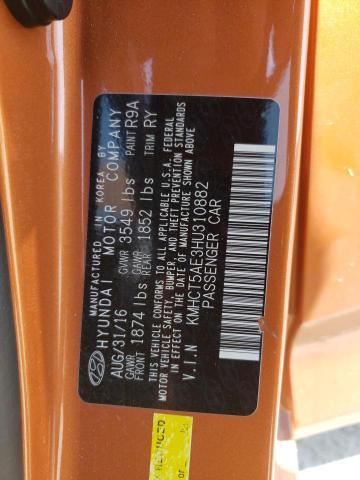 MANUFACTURED IN KOREA BY
HYUNDAI MOTOR COMPANY
AUG/31/16 GVWR 3549 lbs PAINT R9A
GAWR FRONT 1874 lbs GAWR REAR 1852 lbs TRIM RY
THIS VEHICLE CONFORMS TO ALL APPLICABLE U.S.A. FEDERAL
MOTOR VEHICLE SAFETY, BUMPER, AND THEFT PREVENTION STANDARDS
IN EFFECT ON THE DATE OF MANUFACTURE SHOWN ABOVE
V.I.N KMHCT5AE3HU310882
PASSENGER CAR